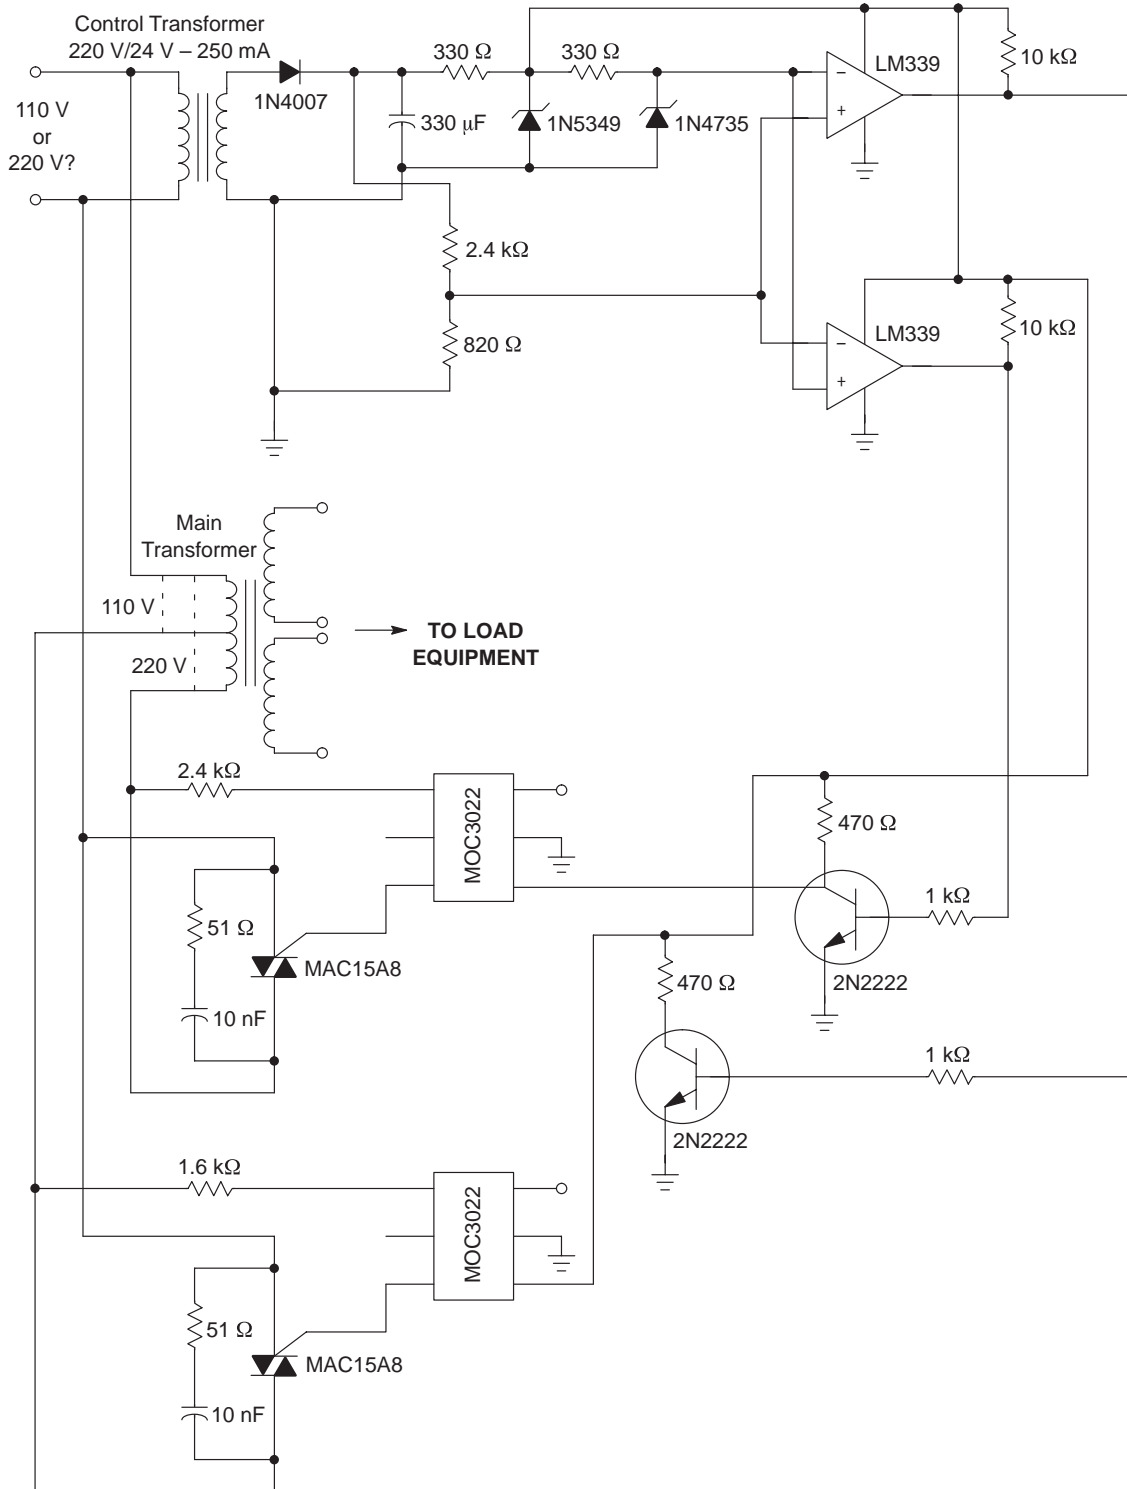 Control Transformer
220 V/24 V – 250 mA
110 V
or
220 V?
1N4007
330 Ω
330 Ω
330 μF
1N5349
1N4735
−
+
LM339
10 kΩ
2.4 kΩ
820 Ω
−
+
LM339
10 kΩ
Main
Transformer
110 V
220 V
TO LOAD
EQUIPMENT
2.4 kΩ
MOC3022
470 Ω
1 kΩ
2N2222
51 Ω
MAC15A8
10 nF
470 Ω
1 kΩ
2N2222
1.6 kΩ
MOC3022
51 Ω
MAC15A8
10 nF